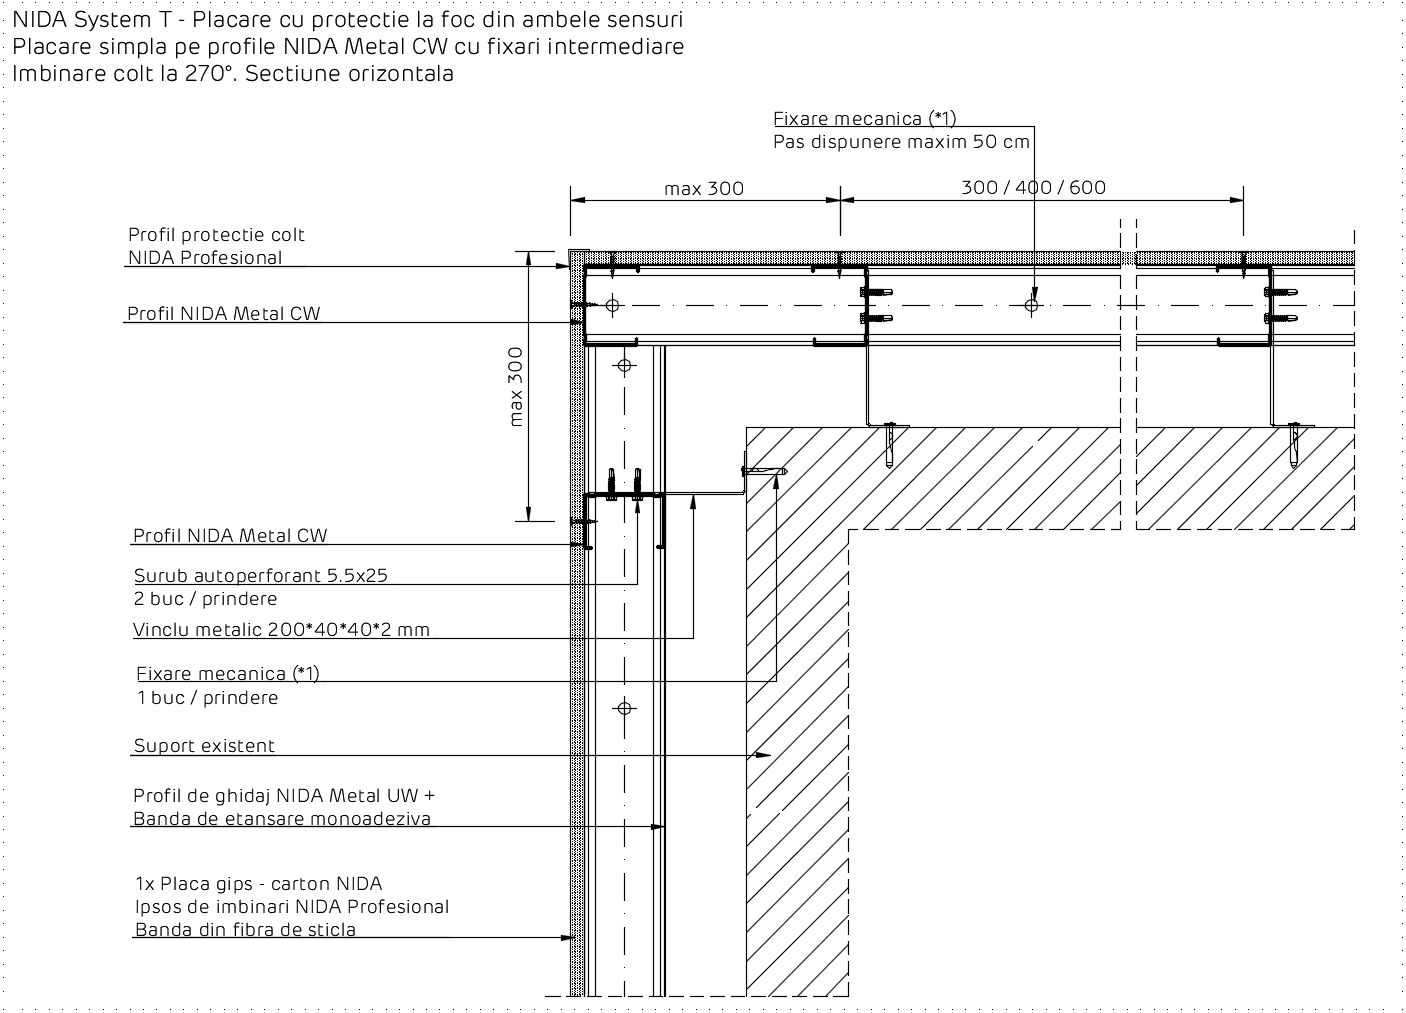 NIDA System T - Placare cu protectie la foc din ambele sensuri
Placare simpla pe profile NIDA Metal CW cu fixari intermediare
Imbinare colt la 270°. Sectiune orizontala
Fixare mecanica (*1)
Pas dispunere maxim 50 cm
max 300
300 / 400 / 600
Profil protectie colt
NIDA Profesional
Profil NIDA Metal CW
max 300
Profil NIDA Metal CW
Surub autoperforant 5.5x25
2 buc / prindere
Vinclu metalic 200*40*40*2 mm
Fixare mecanica (*1)
1 buc / prindere
Suport existent
Profil de ghidaj NIDA Metal UW +
Banda de etansare monoadeziva
1x Placa gips - carton NIDA
Ipsos de imbinari NIDA Profesional
Banda din fibra de sticla